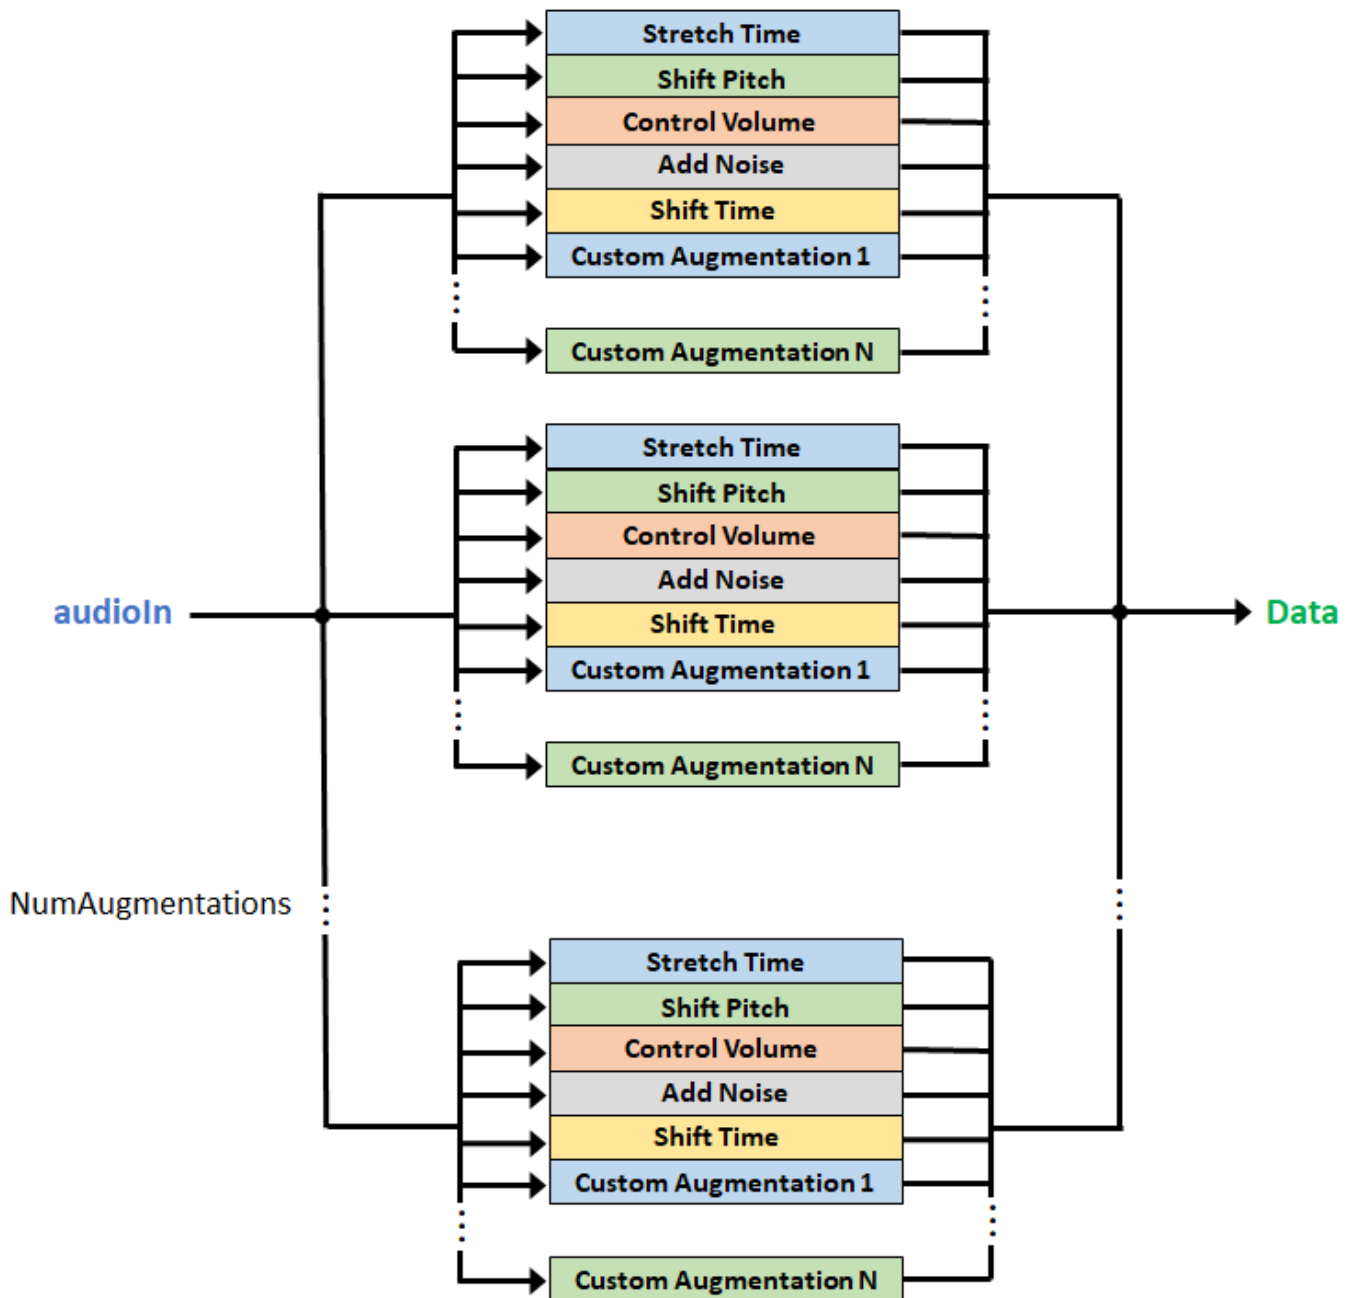 Stretch Time
Shift Pitch
Control Volume
Add Noise
Shift Time
Custom Augmentation 1
Custom Augmentation N
Stretch Time
Shift Pitch
Control Volume
Add Noise
audioIn
Shift Time
Data
Custom Augmentation 1
Custom Augmentation N
NumAugmentations
Stretch Time
Shift Pitch
Control Volume
Add Noise
Shift Time
Custom Augmentation 1
Custom Augmentation N